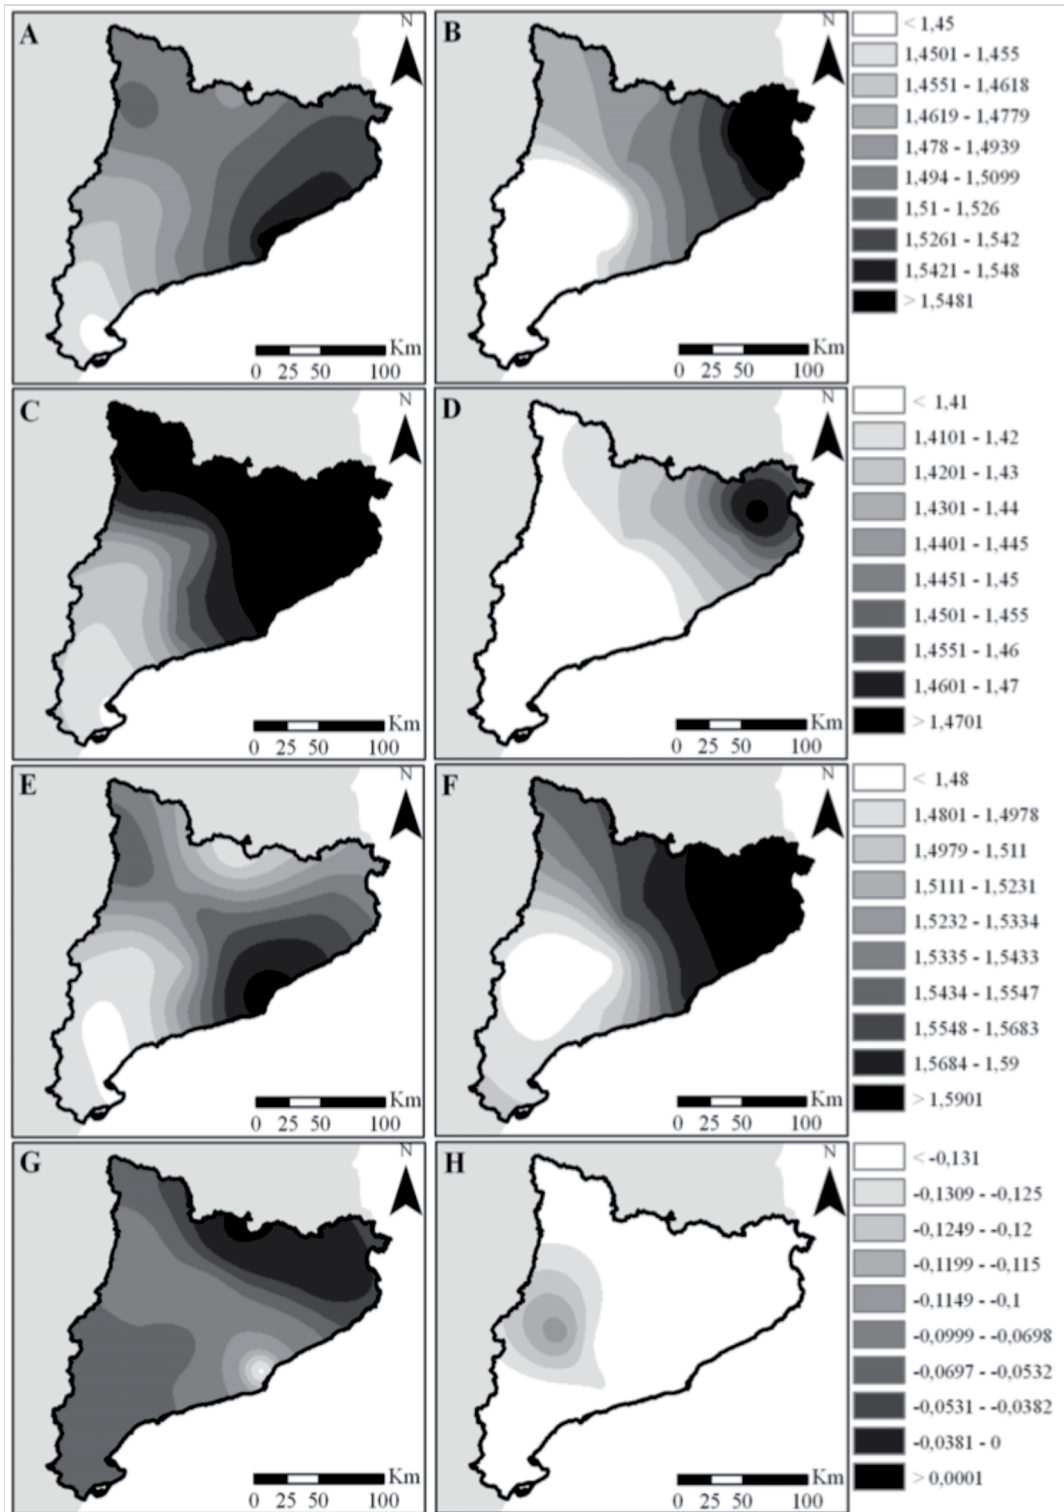 A
N
Km
0 25 50 100
B
N
Km
0 25 50 100
< 1,45
1,4501 - 1,455
1,4551 - 1,4618
1,4619 - 1,4779
1,478 - 1,4939
1,494 - 1,5099
1,51 - 1,526
1,5261 - 1,542
1,5421 - 1,548
> 1,5481
C
N
Km
0 25 50 100
D
N
Km
0 25 50 100
< 1,41
1,4101 - 1,42
1,4201 - 1,43
1,4301 - 1,44
1,4401 - 1,445
1,4451 - 1,45
1,4501 - 1,455
1,4551 - 1,46
1,4601 - 1,47
> 1,4701
E
N
Km
0 25 50 100
F
N
Km
0 25 50 100
< 1,48
1,4801 - 1,4978
1,4979 - 1,511
1,5111 - 1,5231
1,5232 - 1,5334
1,5335 - 1,5433
1,5434 - 1,5547
1,5548 - 1,5683
1,5684 - 1,59
> 1,5901
G
N
Km
0 25 50 100
H
N
Km
0 25 50 100
< -0,131
-0,1309 - -0,125
-0,1249 - -0,12
-0,1199 - -0,115
-0,1149 - -0,1
-0,0999 - -0,0698
-0,0697 - -0,0532
-0,0531 - -0,0382
-0,0381 - 0
> 0,0001